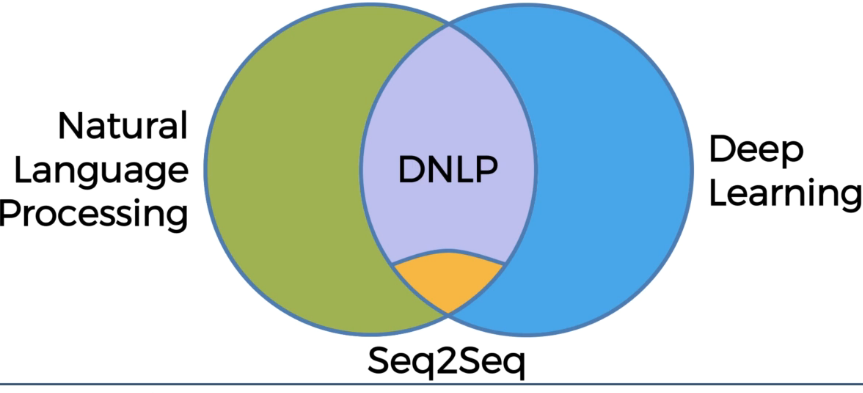 Natural
Language
Processing
DNLP
Deep
Learning
Seq2Seq